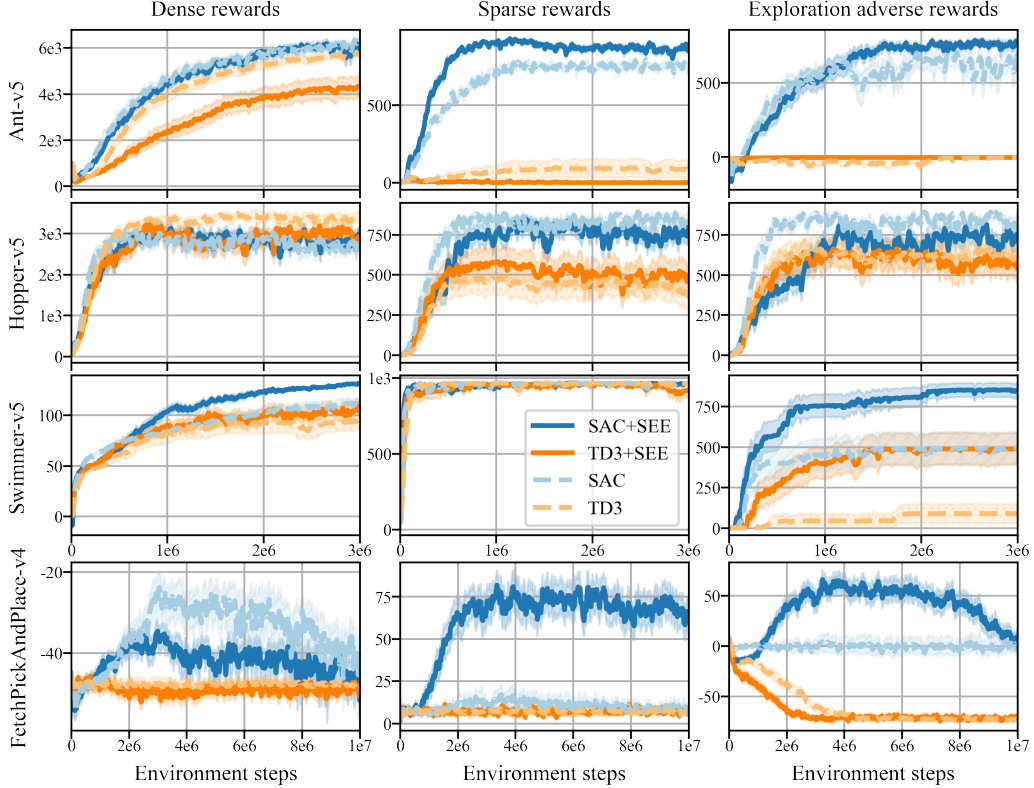 Dense rewards
Sparse rewards
Exploration adverse rewards
Ant-v5
6e3
4e3
2e3
0
500
0
500
0
Hopper-v5
3e3
2e3
1e3
0
750
500
250
0
750
500
250
0
Swimmer-v5
100
50
0
1e3
500
0
750
500
250
0
SAC+SEE
TD3+SEE
SAC
TD3
0 1e6 2e6 3e6
0 1e6 2e6 3e6
0 1e6 2e6 3e6
FetchPickAndPlace-v4
-20
-40
75
50
25
0
50
0
-50
0 2e6 4e6 6e6 8e6 1e7
0 2e6 4e6 6e6 8e6 1e7
0 2e6 4e6 6e6 8e6 1e7
Environment steps
Environment steps
Environment steps